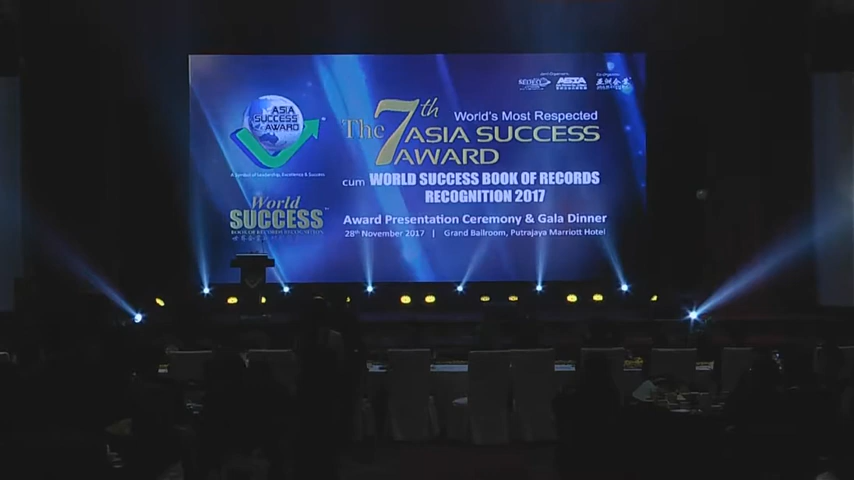 ASIA
SUCCESS
AWARD
A Symbol of Leadership, Excellence & Success
World
SUCCESS
BOOK OF RECORDS RECOGNITION
The 7th
World's Most Respected
ASIA SUCCESS
AWARD
cum WORLD SUCCESS BOOK OF RECORDS
RECOGNITION 2017
Award Presentation Ceremony & Gala Dinner
28th November 2017 | Grand Ballroom, Putrajaya Marriott Hotel